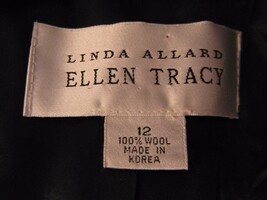 LINDA ALLARD
ELLEN TRACY
12
100% WOOL
MADE IN
KOREA